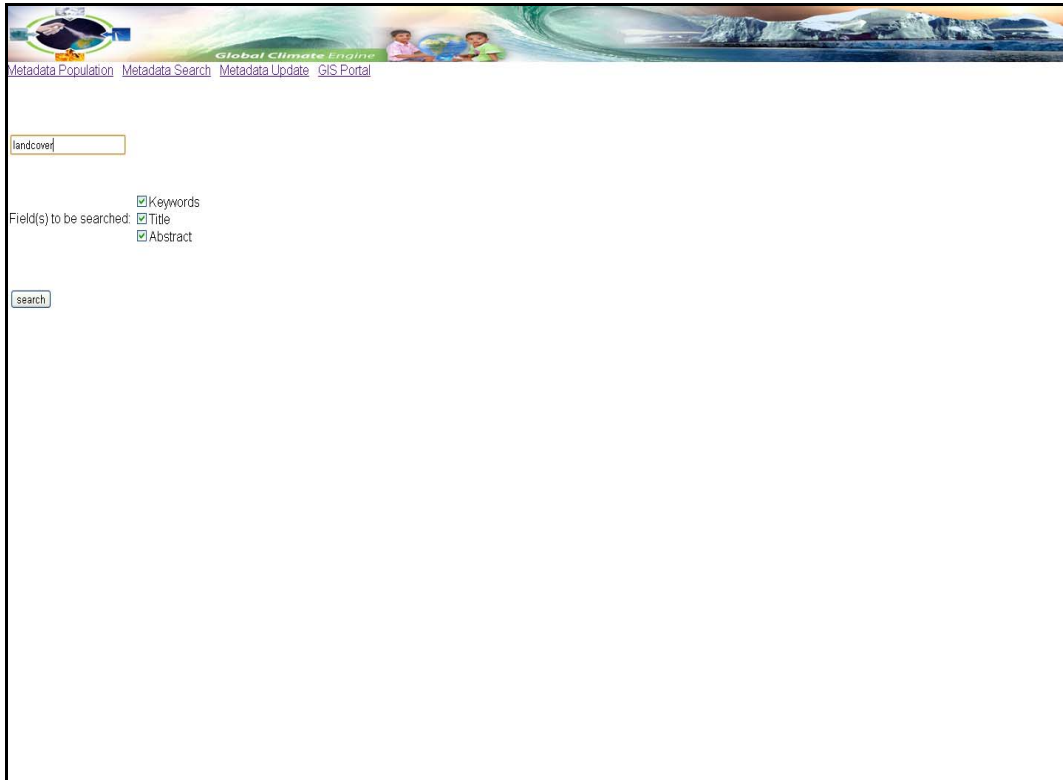 Global Climate Engine
Metadata Population Metadata Search Metadata Update GIS Portal
landcover
Keywords
Field(s) to be searched: Title
Abstract
search